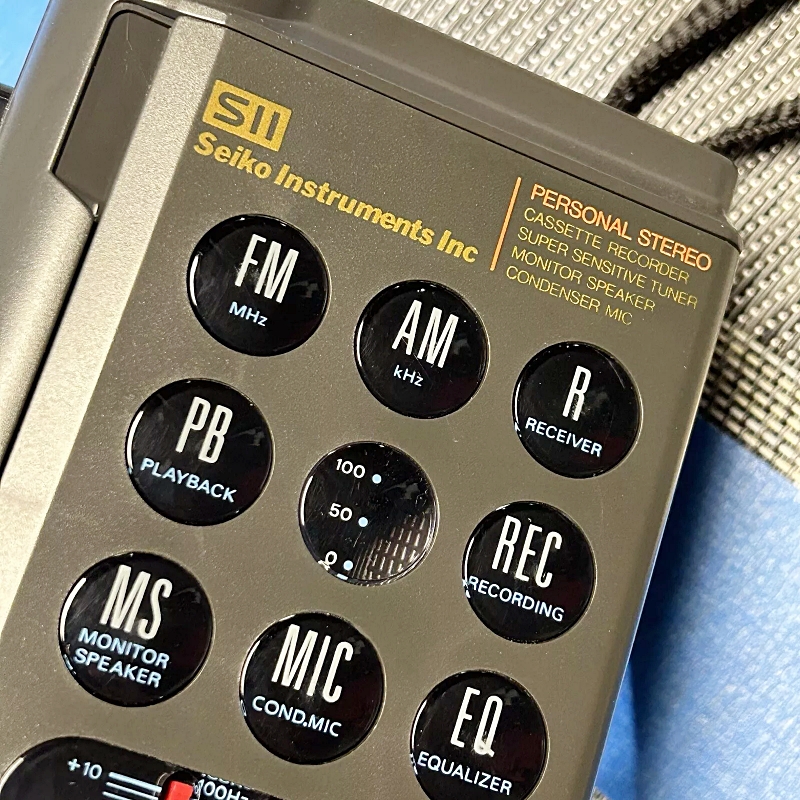 SII
Seiko Instruments Inc
PERSONAL STEREO
CASSETTE RECORDER
SUPER SENSITIVE TUNER
MONITOR SPEAKER
CONDENSER MIC
FM
MHz
AM
kHz
R
RECEIVER
PB
PLAYBACK
100
50
0
REC
RECORDING
MS
MONITOR
SPEAKER
MIC
COND.MIC
EQ
EQUALIZER
+10
100Hz